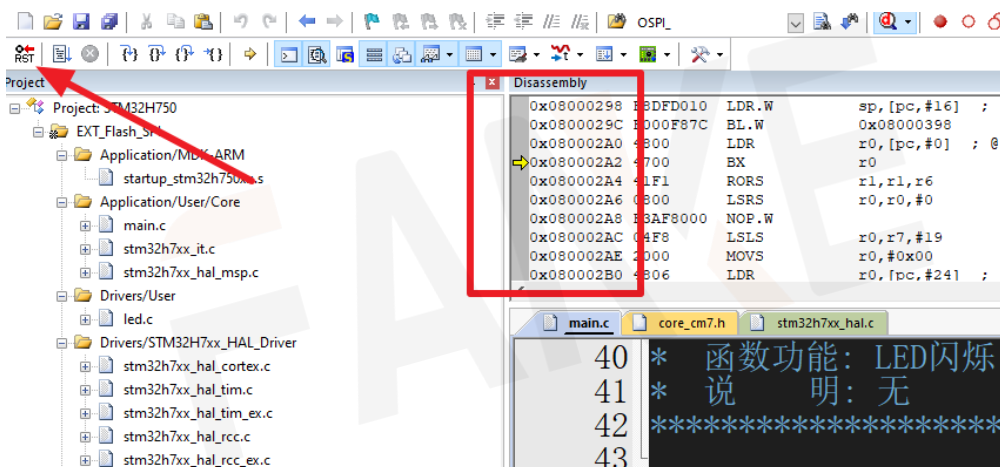 OSPI_
RST
Project
Project: STM32H750
EXT_Flash_SPI
Application/MDK-ARM
startup_stm32h750xx.s
Application/User/Core
main.c
stm32h7xx_it.c
stm32h7xx_hal_msp.c
Drivers/User
led.c
Drivers/STM32H7xx_HAL_Driver
stm32h7xx_hal_cortex.c
stm32h7xx_hal_tim.c
stm32h7xx_hal_tim_ex.c
stm32h7xx_hal_rcc.c
stm32h7xx_hal_rcc_ex.c
Disassembly
0x08000298 F8DFD010 LDR.W sp,[pc,#16] ;
0x0800029C F000F87C BL.W 0x08000398
0x080002A0 4800 LDR r0,[pc,#0] ; @
0x080002A2 4700 BX r0
0x080002A4 41F1 RORS r1,r1,r6
0x080002A6 0800 LSRS r0,r0,#0
0x080002A8 F3AF8000 NOP.W
0x080002AC 04F8 LSLS r0,r7,#19
0x080002AE 2000 MOVS r0,#0x00
0x080002B0 4806 LDR r0,[pc,#24] ;
main.c core_cm7.h stm32h7xx_hal.c
40 * 函数功能: LED闪烁
41 * 说 明: 无
42 *********************
43